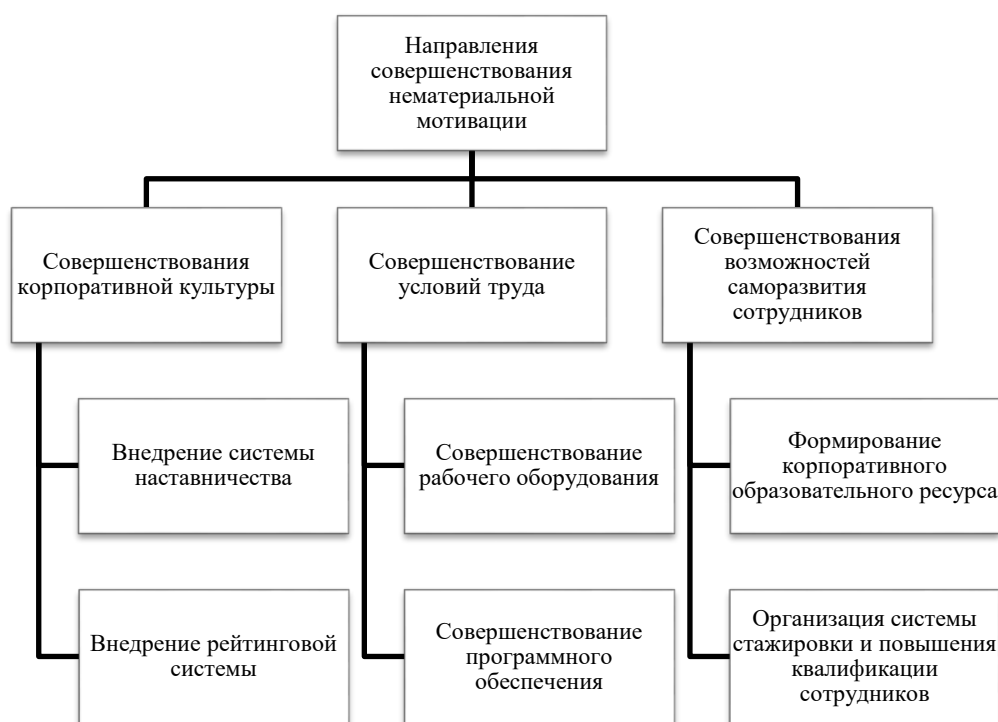 Направления
совершенствования
нематериальной
мотивации
Совершенствования
корпоративной культуры
Совершенствование
условий труда
Совершенствования
возможностей
саморазвития
сотрудников
Внедрение системы
наставничества
Совершенствование
рабочего оборудования
Формирование
корпоративного
образовательного ресурса
Внедрение рейтинговой
системы
Совершенствование
программного
обеспечения
Организация системы
стажировки и повышения
квалификации
сотрудников